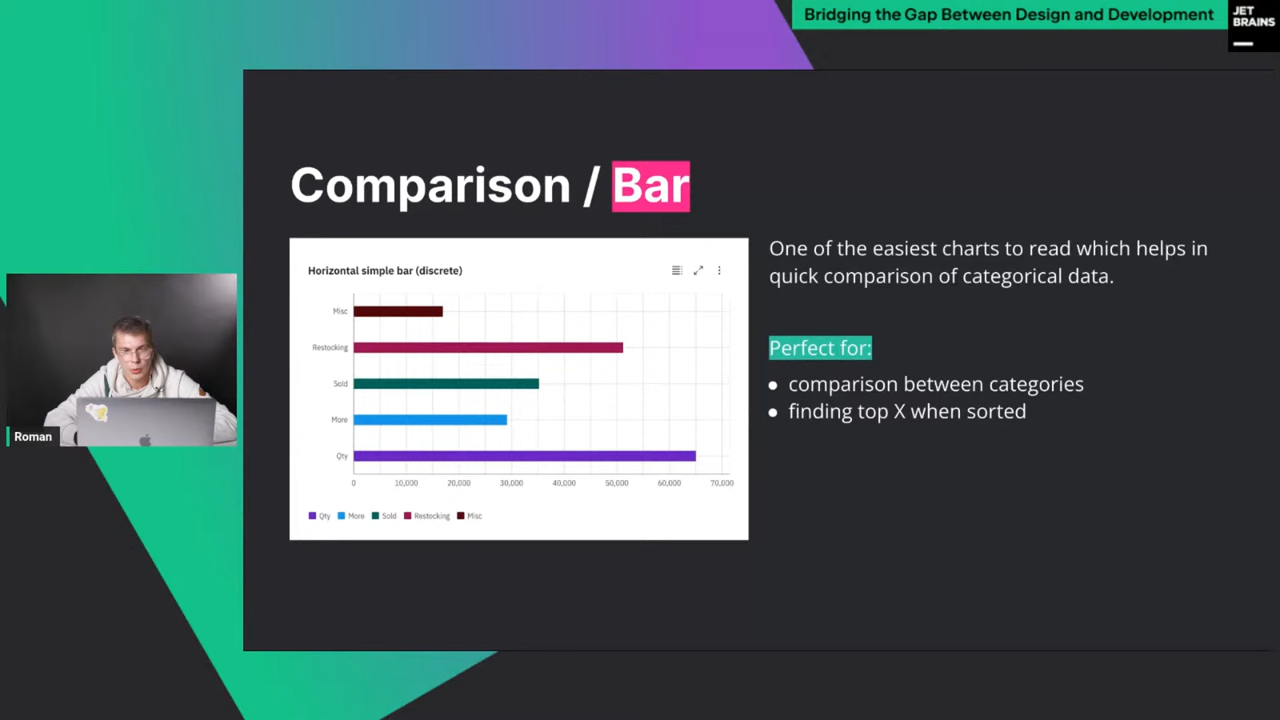 Bridging the Gap Between Design and Development
JET
BRAINS
Comparison / Bar
Horizontal simple bar (discrete)
Misc
Restocking
Sold
More
Qty
0 10,000 20,000 30,000 40,000 50,000 60,000 70,000
Qty More Sold Restocking Misc
One of the easiest charts to read which helps in
quick comparison of categorical data.
Perfect for:
● comparison between categories
● finding top X when sorted
Roman